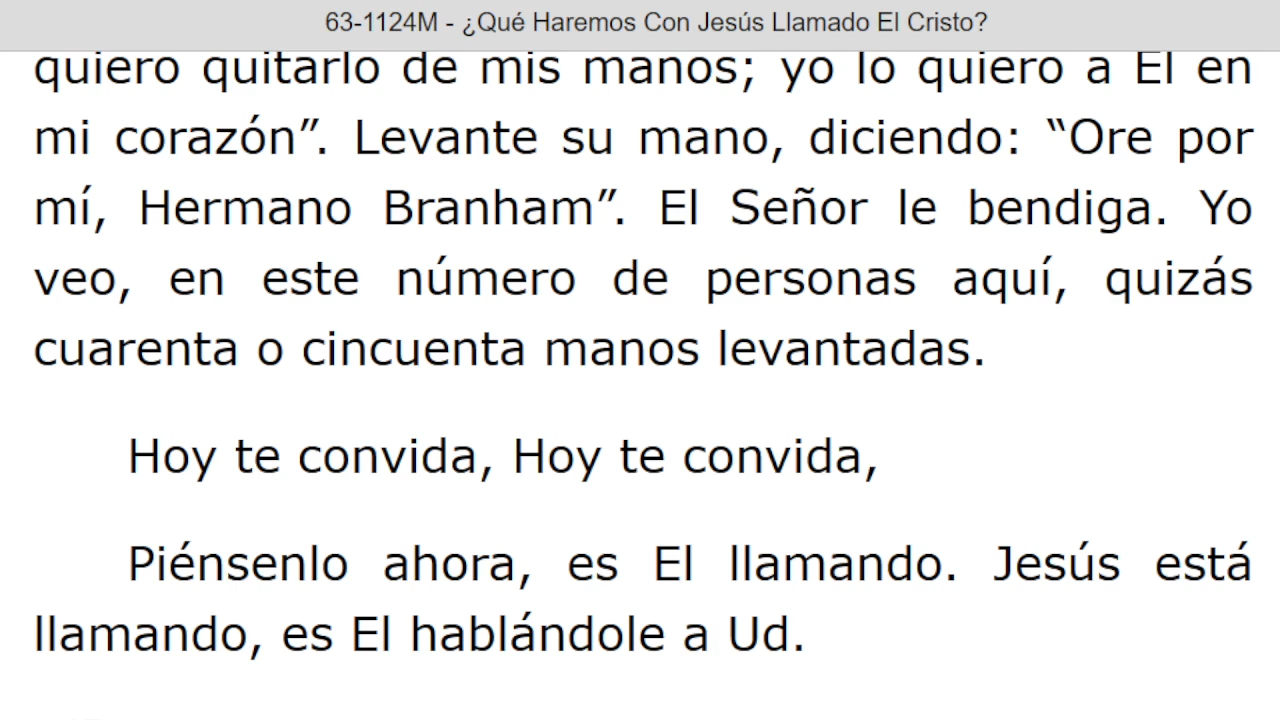 63-1124M - ¿Qué Haremos Con Jesús Llamado El Cristo?
quiero quitarlo de mis manos; yo lo quiero a El en
mi corazón”. Levante su mano, diciendo: “Ore por
mí, Hermano Branham”. El Señor le bendiga. Yo
veo, en este número de personas aquí, quizás
cuarenta o cincuenta manos levantadas.
Hoy te convida, Hoy te convida,
Piénsenlo ahora, es El llamando. Jesús está
llamando, es El hablándole a Ud.